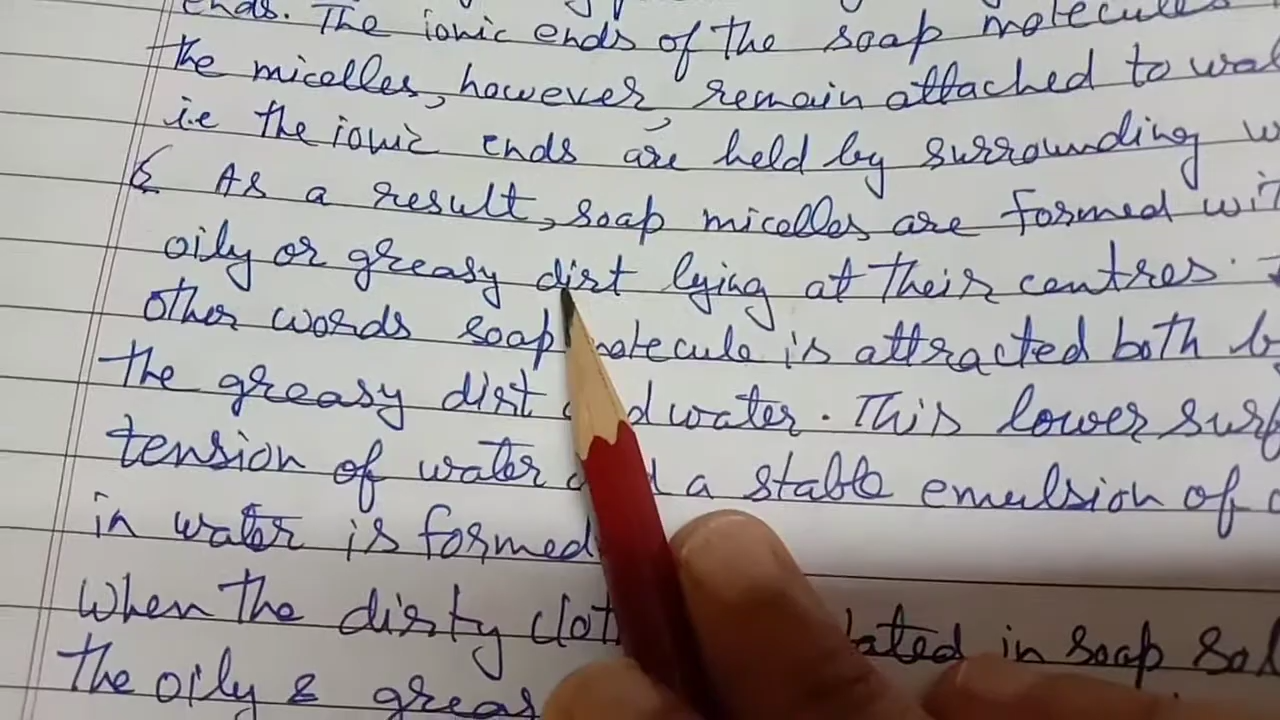 ends. The ionic ends of the soap molecules
the micelles, however, remain attached to
i.e the ionic ends are held by surrounding
& As a result, soap micelles are formed
oily or greasy dirt lying at their centres.
other words soap molecule is attracted both
the greasy dirt and water. This lower
tension of water a stable emulsion of
in water is formed
When the dirty in soap
the oily &